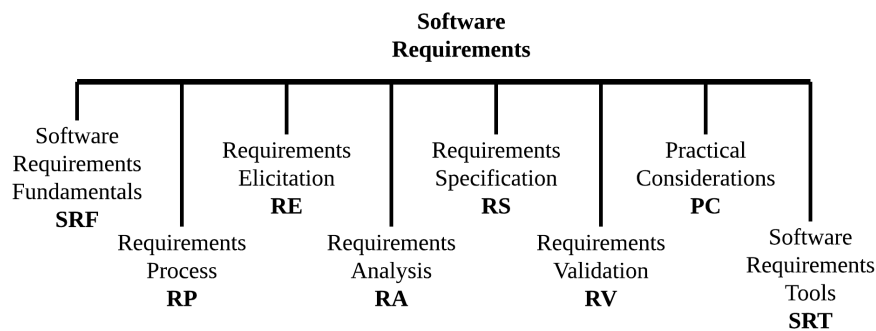 Software
Requirements
Software
Requirements
Fundamentals
SRF
Requirements
Process
RP
Requirements
Elicitation
RE
Requirements
Analysis
RA
Requirements
Specification
RS
Requirements
Validation
RV
Practical
Considerations
PC
Software
Requirements
Tools
SRT